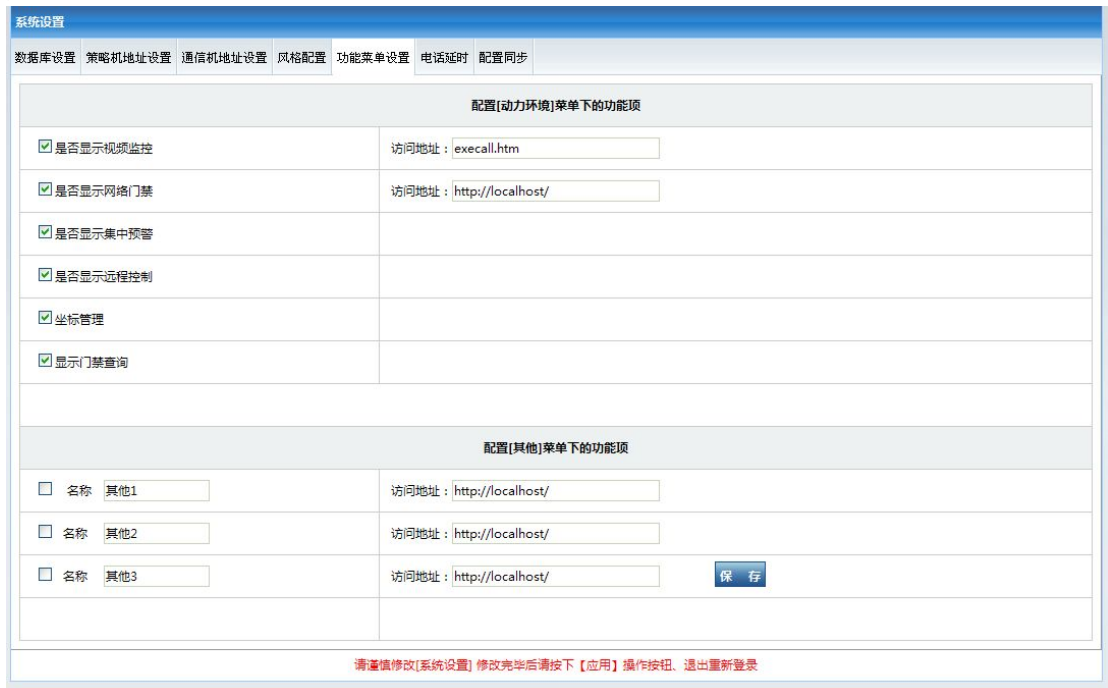 系统设置
数据库设置 策略机地址设置 通信机地址设置 风格配置 功能菜单设置 电话延时 配置同步
配置[动力环境]菜单下的功能项
是否显示视频监控 访问地址：execall.htm
是否显示网络门禁 访问地址：http://localhost/
是否显示集中预警
是否显示远程控制
坐标管理
显示门禁查询
配置[其他]菜单下的功能项
名称 其他1 访问地址：http://localhost/
名称 其他2 访问地址：http://localhost/
名称 其他3 访问地址：http://localhost/ 保 存
请谨慎修改[系统设置] 修改完毕后请按下【应用】操作按钮、退出重新登录